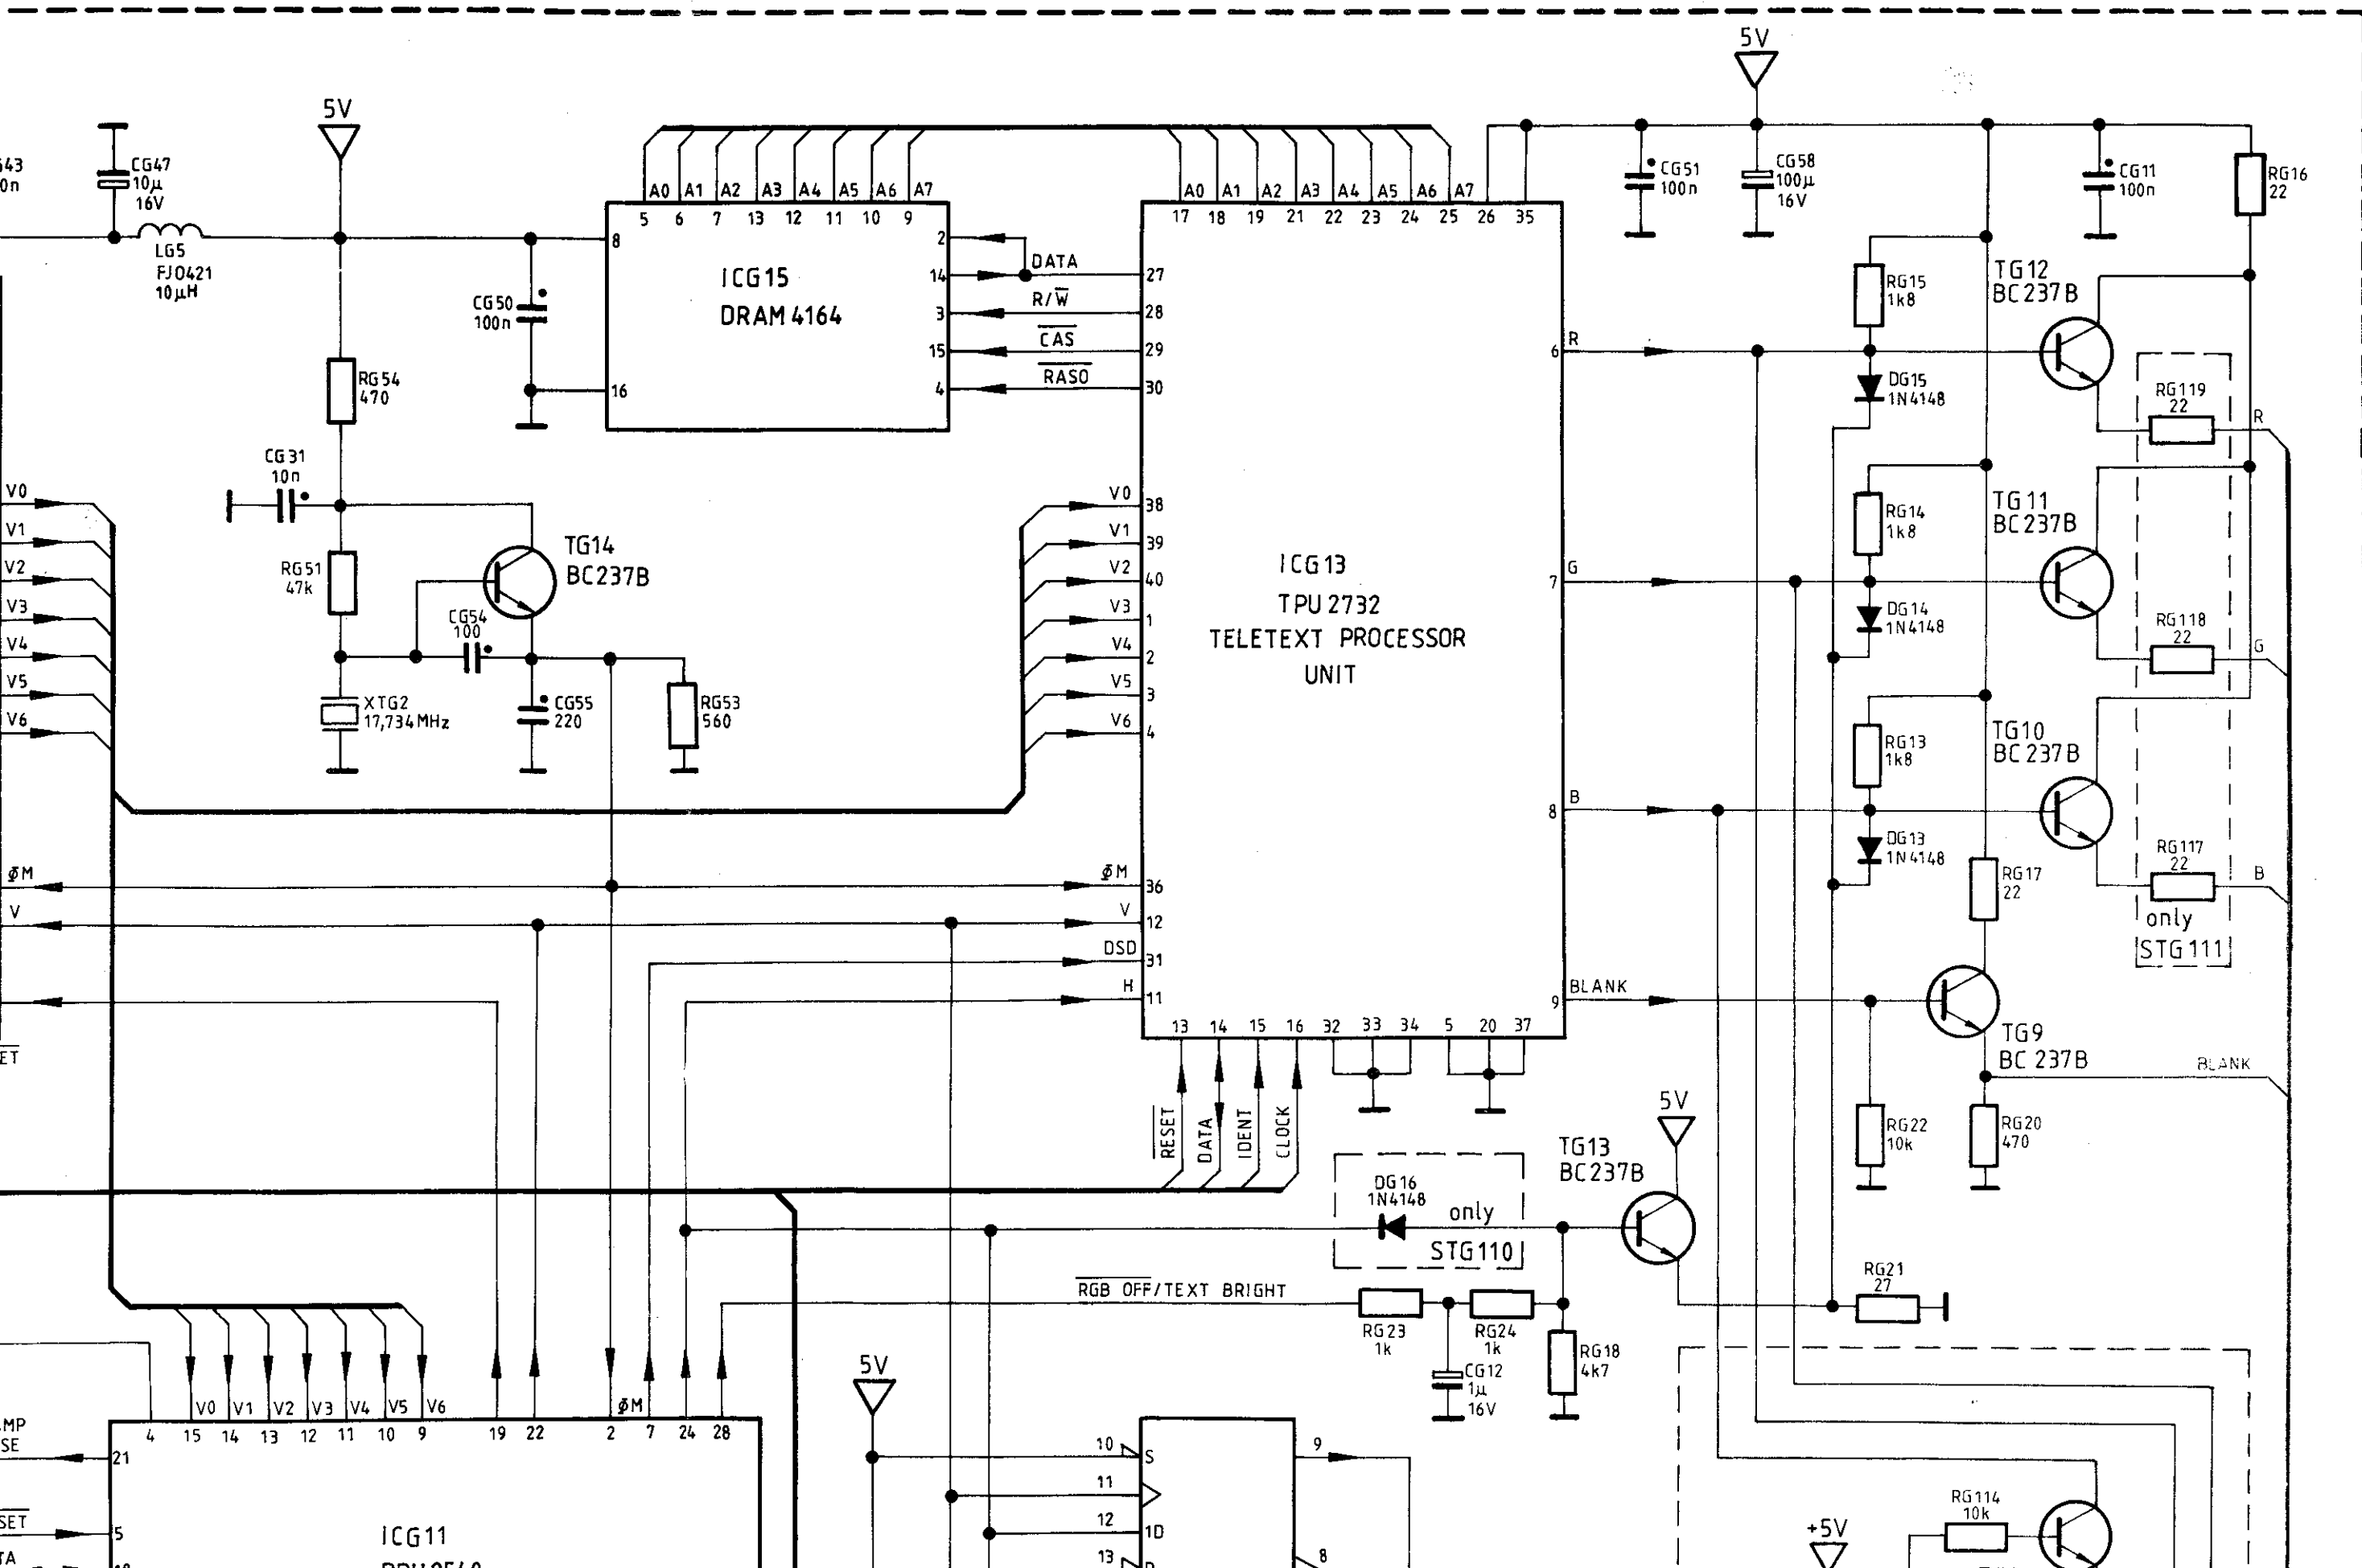 5V
5V
CG47
10µ
16V
LG5
FJ0421
10µH
A0 A1 A2 A3 A4 A5 A6 A7
5 6 7 13 12 11 10 9
A0 A1 A2 A3 A4 A5 A6 A7
17 18 19 21 22 23 24 25 26 35
CG51
100n
CG58
100µ
16V
CG11
100n
RG16
22
8
16
ICG15
DRAM 4164
2
14
3
15
4
DATA
R/W
CAS
RAS0
27
28
29
30
CG50
100n
RG54
470
CG31
10n
RG51
47k
TG14
BC237B
CG54
100
CG55
220
RG53
560
XTG2
17,734MHz
V0
V1
V2
V3
V4
V5
V6
V0
V1
V2
V3
V4
V5
V6
38
39
40
1
2
3
4
ICG13
TPU 2732
TELETEXT PROCESSOR
UNIT
6 R
7 G
8 B
9 BLANK
RG15
1k8
DG15
1N4148
TG12
BC237B
RG119
22
R
RG14
1k8
DG14
1N4148
TG11
BC237B
RG118
22
G
RG13
1k8
DG13
1N4148
TG10
BC237B
RG117
22
B
only
STG111
RG17
22
TG9
BC 237B
BLANK
RG22
10k
RG20
470
ΦM
V
ΦM
36
V
12
DSD
31
H
11
13 14 15 16 32 33 34 5 20 37
RESET
DATA
IDENT
CLOCK
5V
TG13
BC237B
DG16
1N4148
only
STG110
RGB OFF/TEXT BRIGHT
RG23
1k
RG24
1k
RG18
4k7
CG12
1µ
16V
RG21
27
5V
V0 V1 V2 V3 V4 V5 V6 ΦM
4 15 14 13 12 11 10 9 19 22 2 7 24 28
21
5
ICG11
10 S
11
12 1D
13
9
8
RG114
10k
+5V